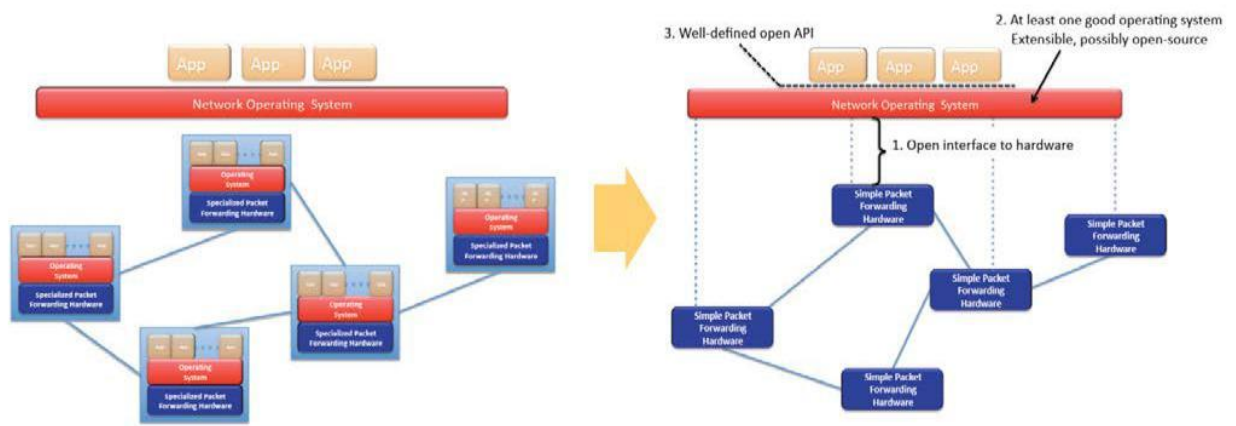 App App App
Network Operating System
Operating
System
Specialized Packet
Forwarding Hardware
Operating
System
Specialized Packet
Forwarding Hardware
Operating
System
Specialized Packet
Forwarding Hardware
Operating
System
Specialized Packet
Forwarding Hardware
Operating
System
Specialized Packet
Forwarding Hardware
3. Well-defined open API
2. At least one good operating system
Extensible, possibly open-source
App App App
Network Operating System
1. Open interface to hardware
Simple Packet
Forwarding
Hardware
Simple Packet
Forwarding
Hardware
Simple Packet
Forwarding
Hardware
Simple Packet
Forwarding
Hardware
Simple Packet
Forwarding
Hardware